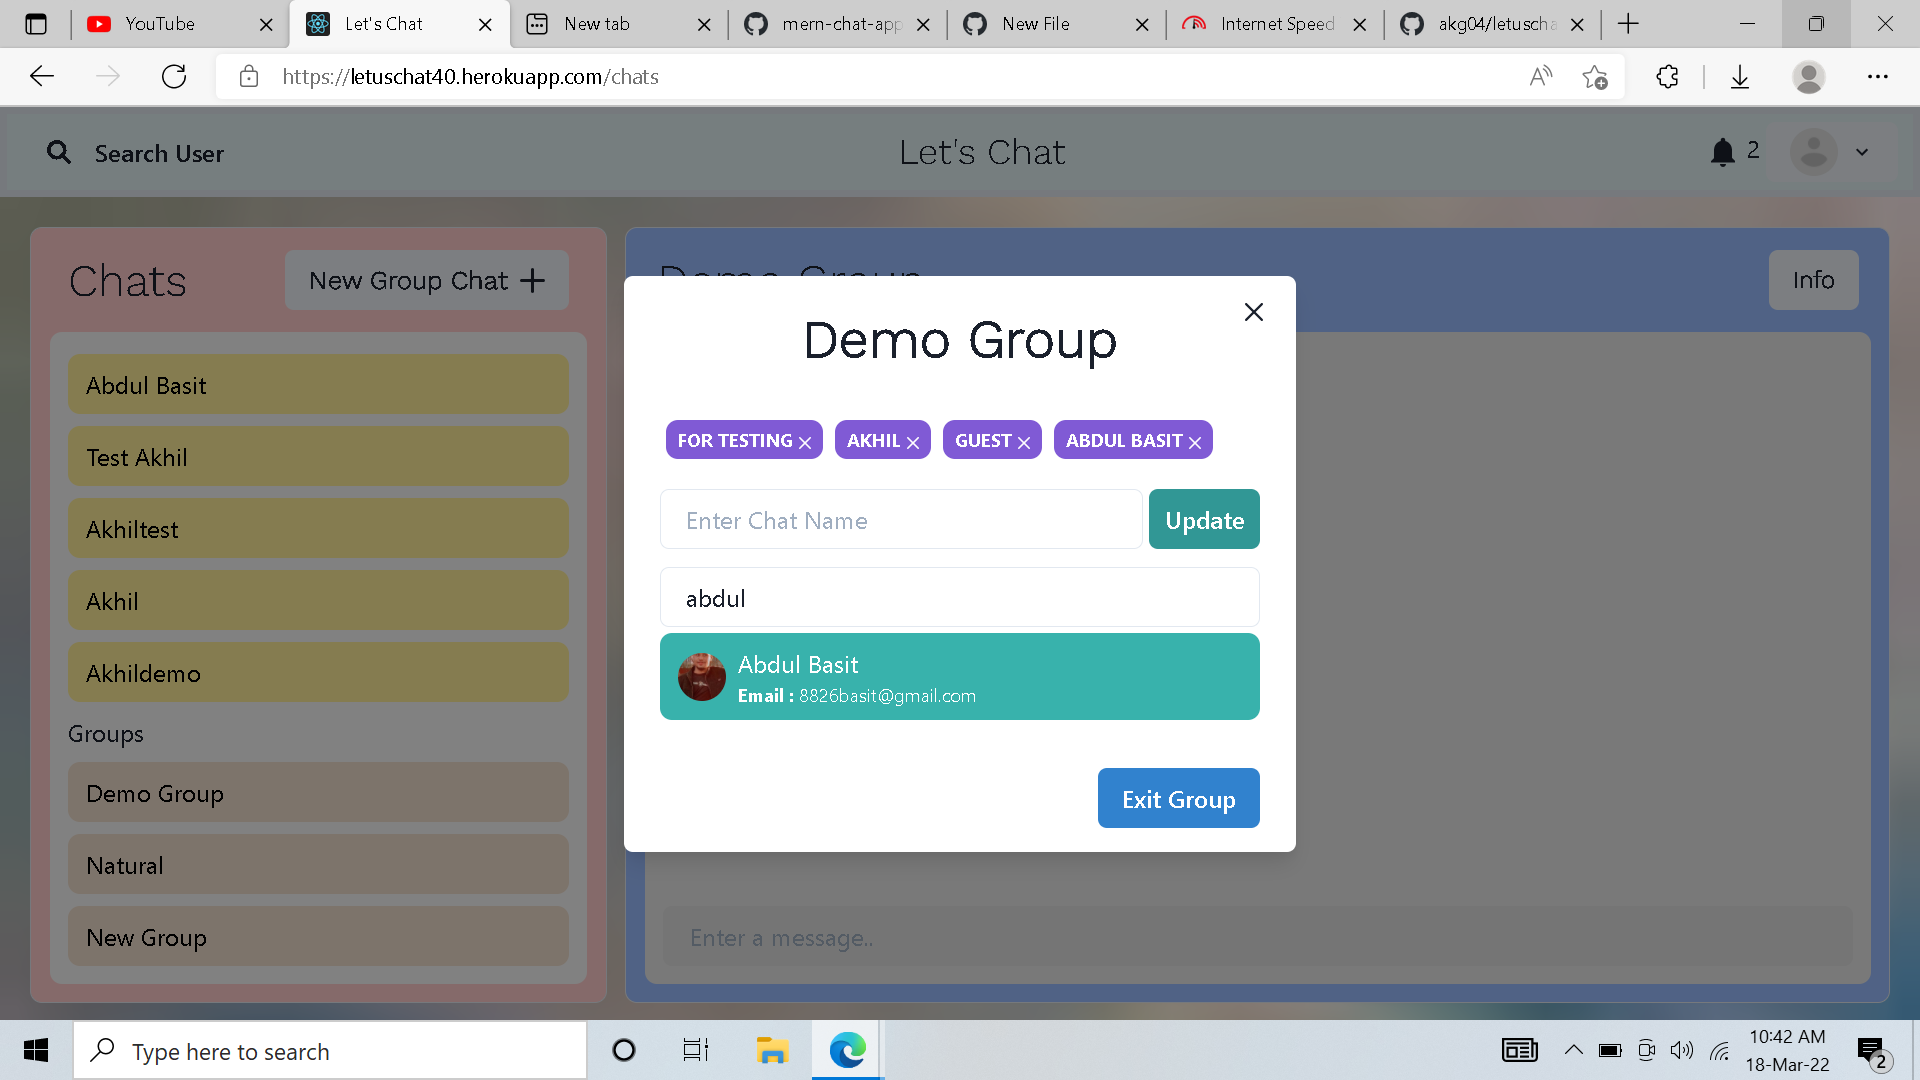 YouTube
Let's Chat
New tab
mern-chat-app
New File
Internet Speed
akg04/letuscha
https://letuschat40.herokuapp.com/chats
Search User
Let's Chat
2
Chats
New Group Chat
Demo Group
Info
Abdul Basit
Test Akhil
Akhiltest
Akhil
Akhildemo
Groups
Demo Group
Natural
New Group
Demo Group
FOR TESTING
AKHIL
GUEST
ABDUL BASIT
Enter Chat Name
Update
abdul
Abdul Basit
Email : 8826basit@gmail.com
Exit Group
Enter a message..
Type here to search
10:42 AM
18-Mar-22
2